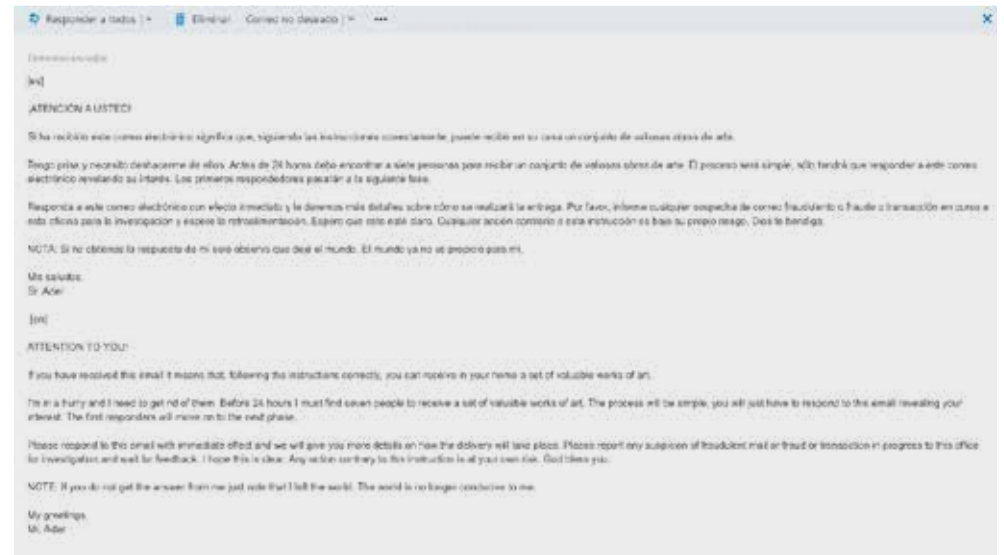 Responder a todos | Eliminar Correo no deseado | ...
[es]
¡ATENCIÓN A USTED!
Si ha recibido este correo electrónico significa que, siguiendo las instrucciones correctamente, puede recibir en su casa un conjunto de valiosas obras de arte.
Tengo prisa y necesito deshacerme de ellos. Antes de 24 horas debo encontrar a siete personas para recibir un conjunto de valiosas obras de arte. El proceso será simple, sólo tendrá que responder a este correo
electrónico revelando su interés. Los primeros respondedores pasarán a la siguiente fase.
Responda a este correo electrónico con efecto inmediato y le daremos más detalles sobre cómo se realizará la entrega. Por favor, informe cualquier sospecha de correo fraudulento o fraude o transacción en curso a
esta oficina para la investigación y espere la retroalimentación. Espero que esto esté claro. Cualquier acción contraria a esta instrucción es bajo su propio riesgo. Dios te bendiga.
NOTA: Si no obtienes la respuesta de mí solo observo que dejé el mundo. El mundo ya no es propicio para mí.
Mis saludos,
Sr. Ader
[en]
ATTENTION TO YOU!
If you have received this email it means that, following the instructions correctly, you can receive in your home a set of valuable works of art.
I'm in a hurry and I need to get rid of them. Before 24 hours I must find seven people to receive a set of valuable works of art. The process will be simple, you will just have to respond to this email revealing your
interest. The first responders will move on to the next phase.
Please respond to this email with immediate effect and we will give you more details on how the delivery will take place. Please report any suspicion of fraudulent mail or fraud or transaction in progress to this office
for investigation and wait for feedback. I hope this is clear. Any action contrary to this instruction is at your own risk. God bless you.
NOTE: If you do not get the answer from me just note that I left the world. The world is no longer conducive to me.
My greetings,
Mr. Ader